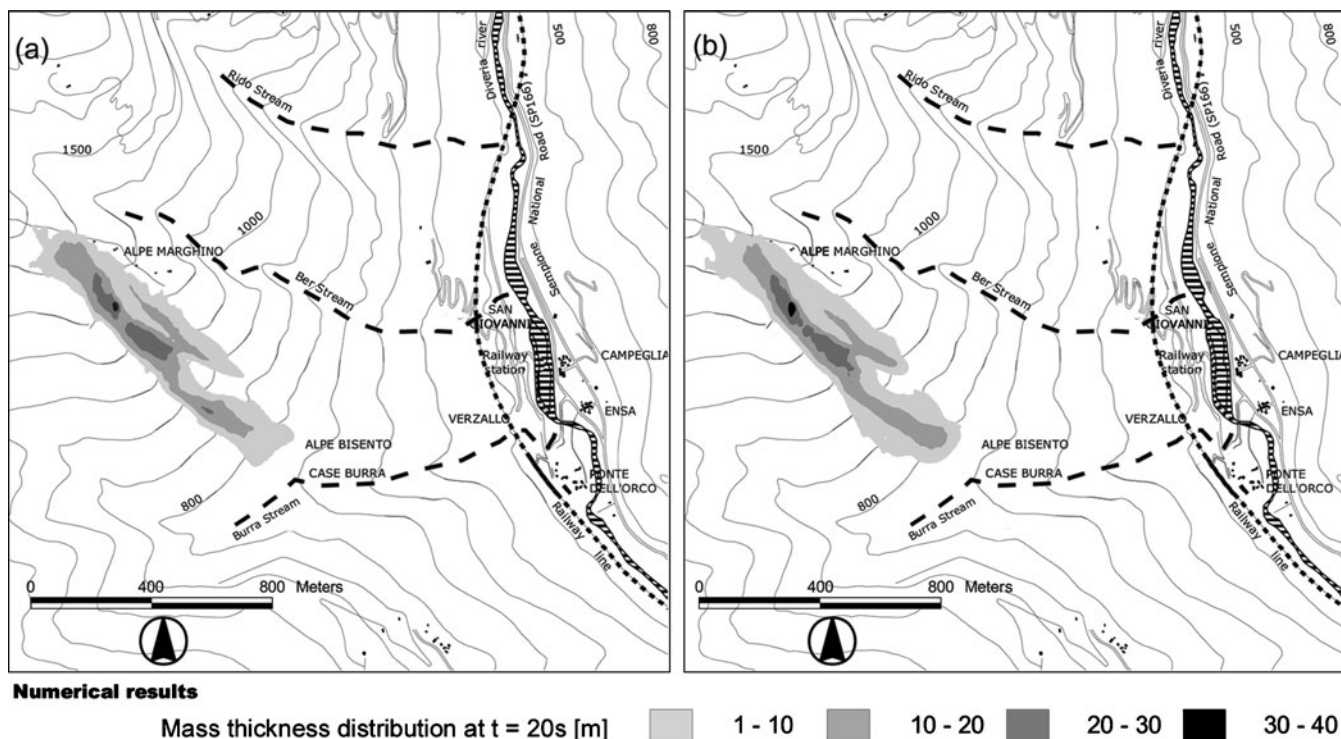 (a)
Rido Stream
Diveria river
500
800
Road (SP166)
National
Sempione
1500
1000
ALPE MARGHINO
Ber Stream
SAN
GIOVANNI
Railway
station
CAMPEGLIA
ENSA
VERZALLO
ALPE BISENTO
CASE BURRA
PONTE
DELL'ORCO
800
Burra Stream
Railway line
0 400 800 Meters
(b)
Rido Stream
Diveria river
500
800
Road (SP166)
National
Sempione
1500
1000
ALPE MARGHINO
Ber Stream
SAN
GIOVANNI
Railway
station
CAMPEGLIA
ENSA
VERZALLO
ALPE BISENTO
CASE BURRA
PONTE
DELL'ORCO
800
Burra Stream
Railway line
0 400 800 Meters
Numerical results
Mass thickness distribution at t = 20s [m] 1 - 10 10 - 20 20 - 30 30 - 40